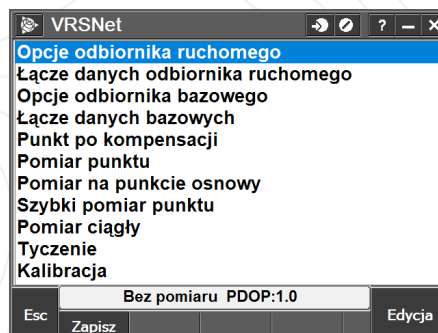 VRSNet
? – ×
Opcje odbiornika ruchomego
Łącze danych odbiornika ruchomego
Opcje odbiornika bazowego
Łącze danych bazowych
Punkt po kompensacji
Pomiar punktu
Pomiar na punkcie osnowy
Szybki pomiar punktu
Pomiar ciągły
Tyczenie
Kalibracja
Bez pomiaru PDOP:1.0
Esc
Zapisz
Edycja